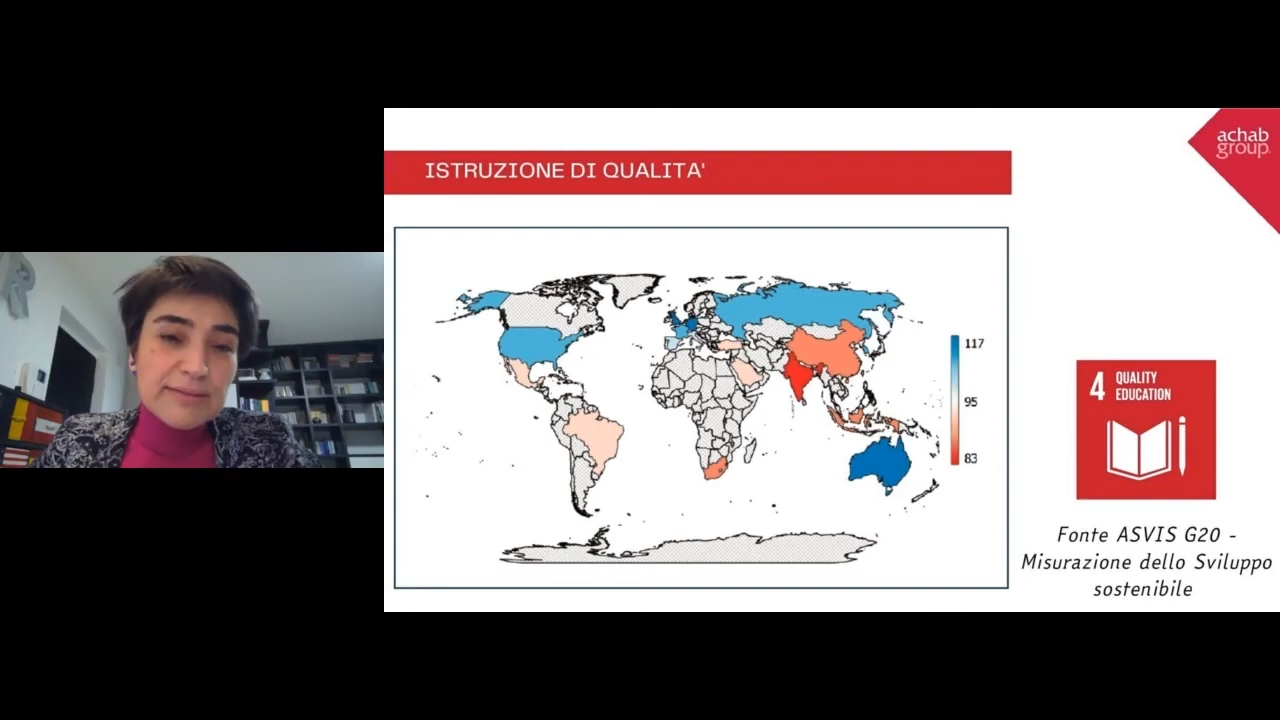 achab
group
ISTRUZIONE DI QUALITA'
117
95
83
4 QUALITY
EDUCATION
Fonte ASVIS G20 -
Misurazione dello Sviluppo
sostenibile